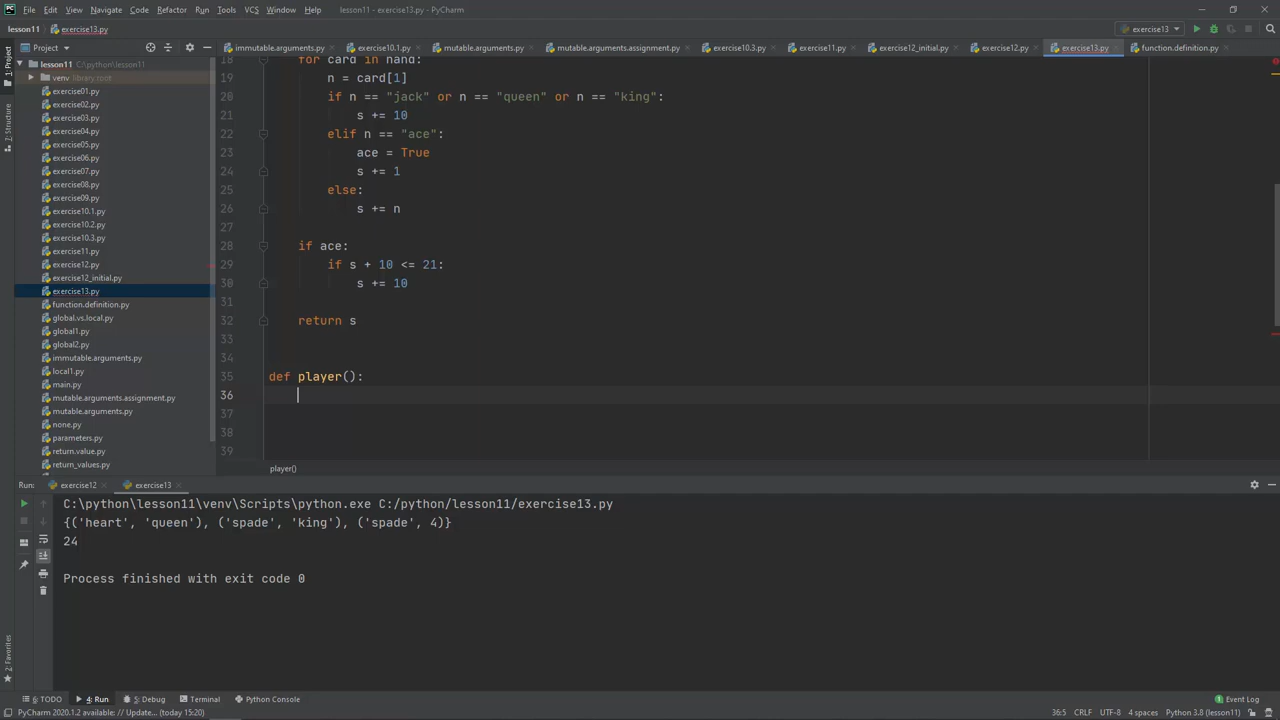 File Edit View Navigate Code Refactor Run Tools VCS Window Help lesson11 - exercise13.py - PyCharm
lesson11 exercise13.py exercise13
Project immutable.arguments.py exercise10.1.py mutable.arguments.py mutable.arguments.assignment.py exercise10.3.py exercise11.py exercise12_initial.py exercise12.py exercise13.py function.definition.py
1: Project
7: Structure
2: Favorites
lesson11 C:\python\lesson11
venv library root
exercise01.py
exercise02.py
exercise03.py
exercise04.py
exercise05.py
exercise06.py
exercise07.py
exercise08.py
exercise09.py
exercise10.1.py
exercise10.2.py
exercise10.3.py
exercise11.py
exercise12.py
exercise12_initial.py
exercise13.py
function.definition.py
global.vs.local.py
global1.py
global2.py
immutable.arguments.py
local1.py
main.py
mutable.arguments.assignment.py
mutable.arguments.py
none.py
parameters.py
return.value.py
return_values.py
18 for card in hand:
19 n = card[1]
20 if n == "jack" or n == "queen" or n == "king":
21 s += 10
22 elif n == "ace":
23 ace = True
24 s += 1
25 else:
26 s += n
27
28 if ace:
29 if s + 10 <= 21:
30 s += 10
31
32 return s
33
34
35 def player():
36
37
38
39
player()
Run: exercise12 exercise13
C:\python\lesson11\venv\Scripts\python.exe C:/python/lesson11/exercise13.py
{('heart', 'queen'), ('spade', 'king'), ('spade', 4)}
24
Process finished with exit code 0
6: TODO 4: Run 5: Debug Terminal Python Console Event Log
PyCharm 2020.1.2 available: // Update... (today 15:20) 36:5 CRLF UTF-8 4 spaces Python 3.8 (lesson11)